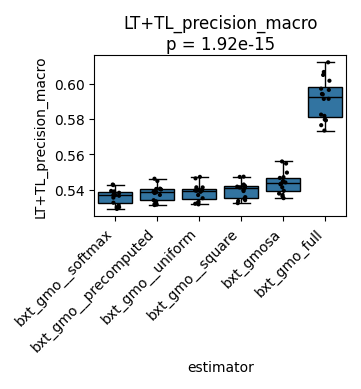 LT+TL_precision_macro
p = 1.92e-15
LT+TL_precision_macro
0.60
0.58
0.56
0.54
bxt_gmo__softmax
bxt_gmo__precomputed
bxt_gmo__uniform
bxt_gmo__square
bxt_gmosa
bxt_gmo_full
estimator